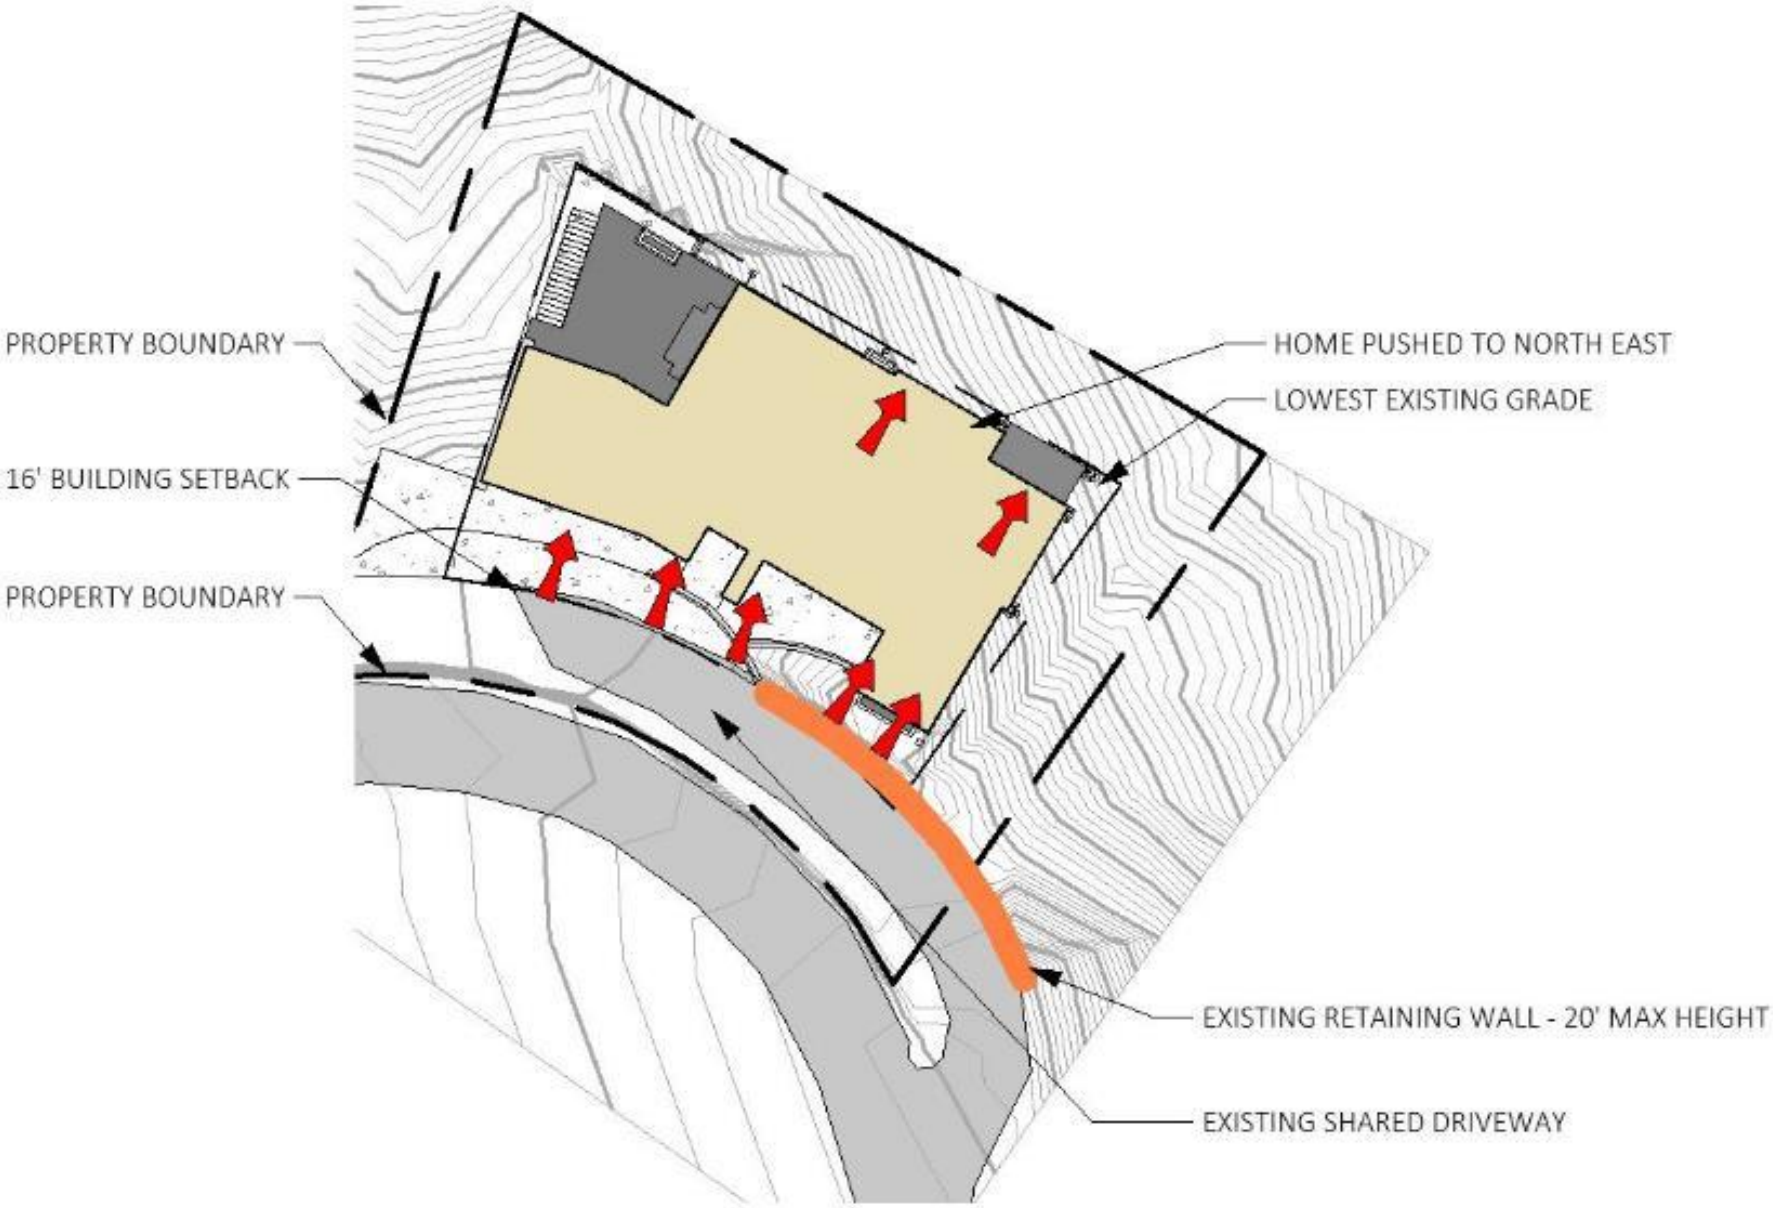 PROPERTY BOUNDARY
HOME PUSHED TO NORTH EAST
LOWEST EXISTING GRADE
16' BUILDING SETBACK
PROPERTY BOUNDARY
EXISTING RETAINING WALL - 20' MAX HEIGHT
EXISTING SHARED DRIVEWAY